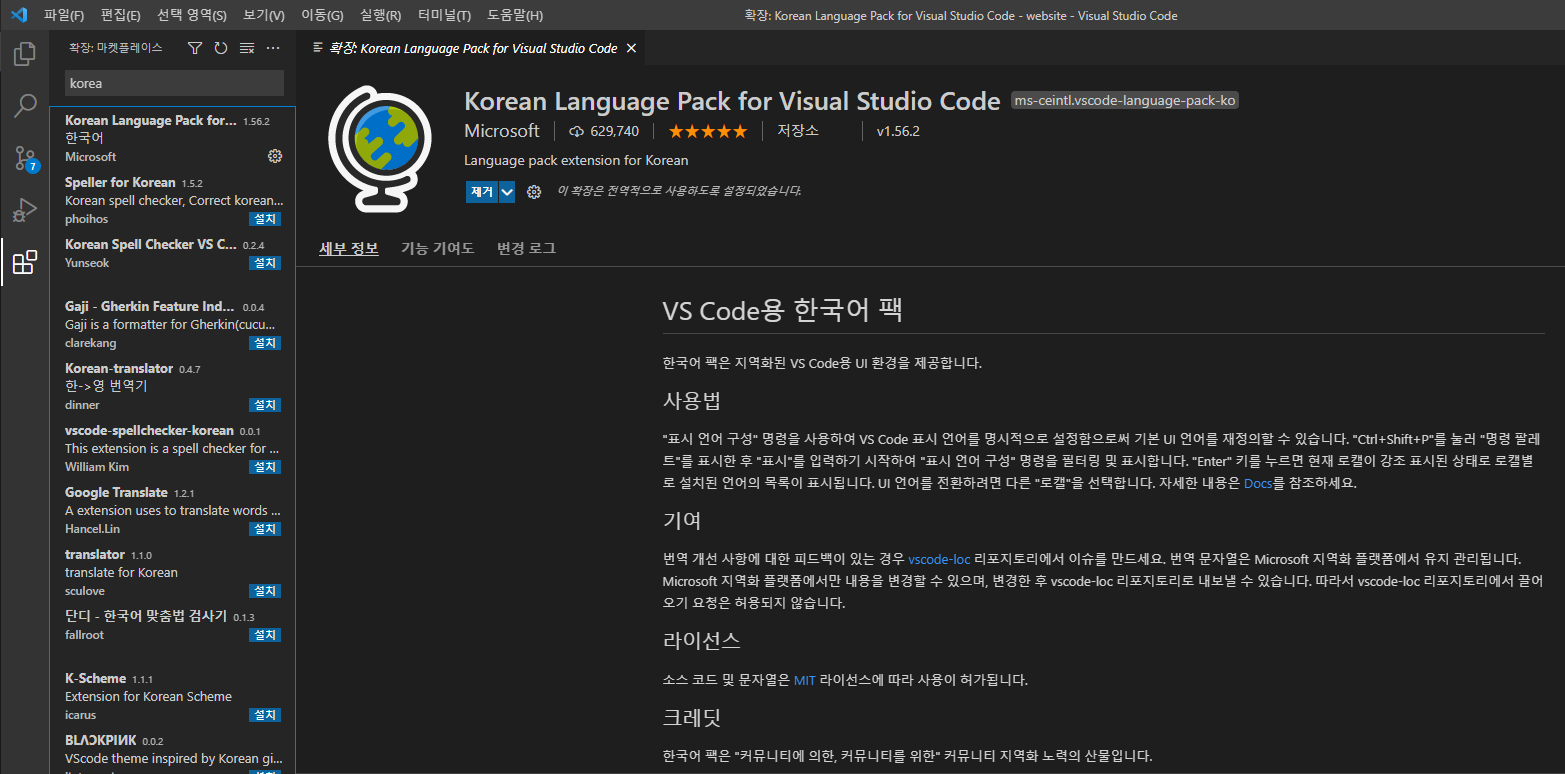 파일(F) 편집(E) 선택 영역(S) 보기(V) 이동(G) 실행(R) 터미널(T) 도움말(H)
확장: Korean Language Pack for Visual Studio Code - website - Visual Studio Code
확장: 마켓플레이스
korea
Korean Language Pack for... 1.56.2
한국어
Microsoft
Speller for Korean 1.5.2
Korean spell checker, Correct korean...
phoihos 설치
Korean Spell Checker VS C... 0.2.4
Yunseok 설치
Gaji - Gherkin Feature Ind... 0.0.4
Gaji is a formatter for Gherkin(cucu...
clarekang 설치
Korean-translator 0.4.7
한->영 번역기
dinner 설치
vscode-spellchecker-korean 0.0.1
This extension is a spell checker for ...
William Kim 설치
Google Translate 1.2.1
A extension uses to translate words ...
Hancel.Lin 설치
translator 1.1.0
translate for Korean
sculove 설치
단디 - 한국어 맞춤법 검사기 0.1.3
fallroot 설치
K-Scheme 1.1.1
Extension for Korean Scheme
icarus 설치
BLɅƆKPIИK 0.0.2
VScode theme inspired by Korean gi...
7
확장: Korean Language Pack for Visual Studio Code
Korean Language Pack for Visual Studio Code ms-ceintl.vscode-language-pack-ko
Microsoft 629,740 저장소 v1.56.2
Language pack extension for Korean
제거 이 확장은 전역적으로 사용하도록 설정되었습니다.
세부 정보 기능 기여도 변경 로그
VS Code용 한국어 팩
한국어 팩은 지역화된 VS Code용 UI 환경을 제공합니다.
사용법
"표시 언어 구성" 명령을 사용하여 VS Code 표시 언어를 명시적으로 설정함으로써 기본 UI 언어를 재정의할 수 있습니다. "Ctrl+Shift+P"를 눌러 "명령 팔레
트"를 표시한 후 "표시"를 입력하기 시작하여 "표시 언어 구성" 명령을 필터링 및 표시합니다. "Enter" 키를 누르면 현재 로캘이 강조 표시된 상태로 로캘별
로 설치된 언어의 목록이 표시됩니다. UI 언어를 전환하려면 다른 "로캘"을 선택합니다. 자세한 내용은 Docs를 참조하세요.
기여
번역 개선 사항에 대한 피드백이 있는 경우 vscode-loc 리포지토리에서 이슈를 만드세요. 번역 문자열은 Microsoft 지역화 플랫폼에서 유지 관리됩니다.
Microsoft 지역화 플랫폼에서만 내용을 변경할 수 있으며, 변경한 후 vscode-loc 리포지토리로 내보낼 수 있습니다. 따라서 vscode-loc 리포지토리에서 끌어
오기 요청은 허용되지 않습니다.
라이선스
소스 코드 및 문자열은 MIT 라이선스에 따라 사용이 허가됩니다.
크레딧
한국어 팩은 "커뮤니티에 의한, 커뮤니티를 위한" 커뮤니티 지역화 노력의 산물입니다.